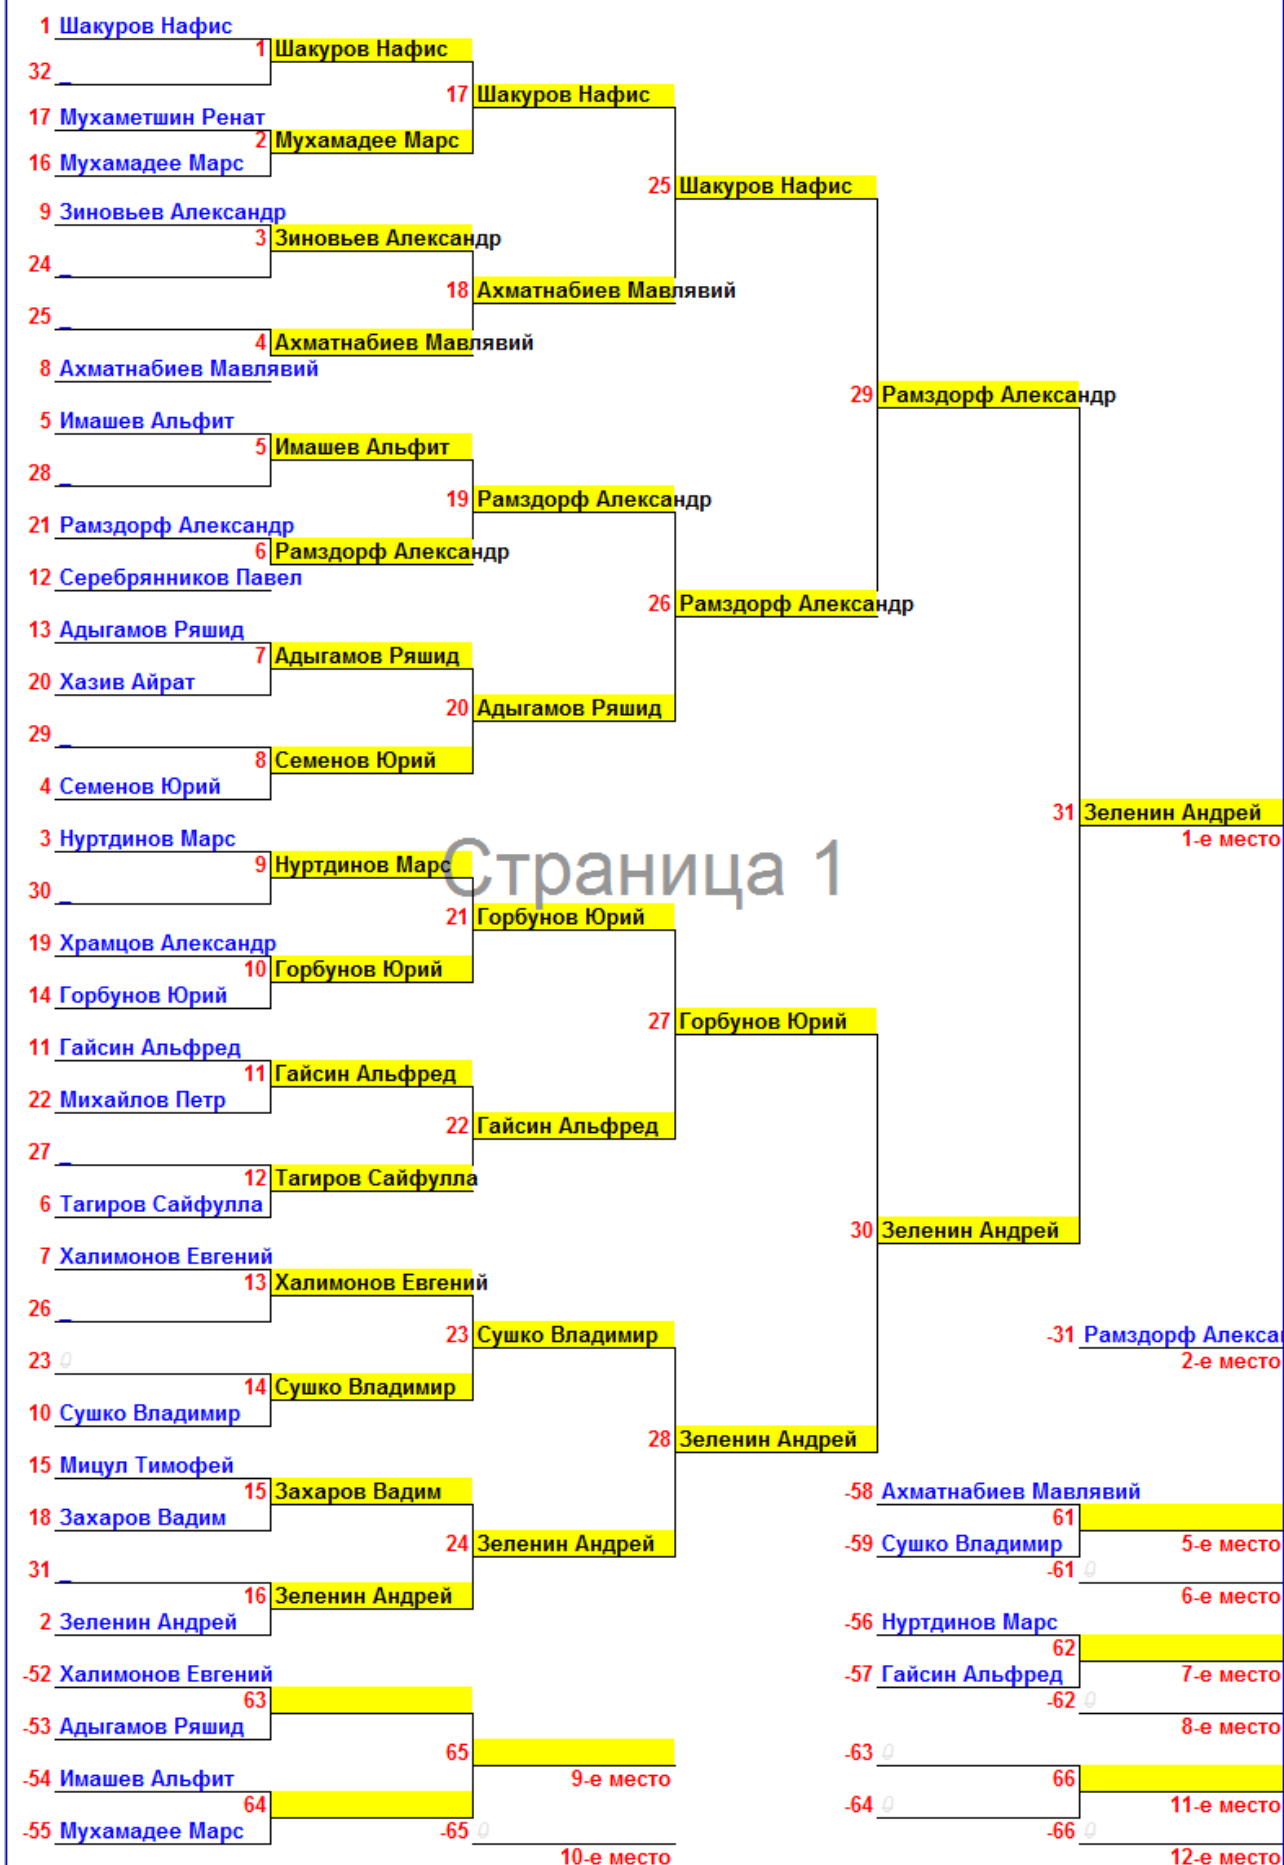 1 Шакуров Нафис
1 Шакуров Нафис
32 _
17 Шакуров Нафис
17 Мухаметшин Ренат
2 Мухамадее Марс
16 Мухамадее Марс
25 Шакуров Нафис
9 Зиновьев Александр
3 Зиновьев Александр
24 _
18 Ахматнабиев Мавлявий
25 _
4 Ахматнабиев Мавлявий
8 Ахматнабиев Мавлявий
29 Рамздорф Александр
5 Имашев Альфит
5 Имашев Альфит
28 _
19 Рамздорф Александр
21 Рамздорф Александр
6 Рамздорф Александр
12 Серебрянников Павел
26 Рамздорф Александр
13 Адыгамов Ряшид
7 Адыгамов Ряшид
20 Хазив Айрат
20 Адыгамов Ряшид
29 _
8 Семенов Юрий
4 Семенов Юрий
31 Зеленин Андрей
3 Нуртдинов Марс
1-е место
9 Нуртдинов Марс
Страница 1
30 _
21 Горбунов Юрий
19 Храмцов Александр
10 Горбунов Юрий
14 Горбунов Юрий
27 Горбунов Юрий
11 Гайсин Альфред
11 Гайсин Альфред
22 Михайлов Петр
22 Гайсин Альфред
27 _
12 Тагиров Сайфулла
6 Тагиров Сайфулла
30 Зеленин Андрей
7 Халимонов Евгений
13 Халимонов Евгений
26 _
23 Сушко Владимир
-31 Рамздорф Алекса
23 0
2-е место
14 Сушко Владимир
10 Сушко Владимир
28 Зеленин Андрей
15 Мицул Тимофей
15 Захаров Вадим
-58 Ахматнабиев Мавлявий
18 Захаров Вадим
61
24 Зеленин Андрей
-59 Сушко Владимир
5-е место
31 _
-61 0
16 Зеленин Андрей
6-е место
2 Зеленин Андрей
-56 Нуртдинов Марс
62
-52 Халимонов Евгений
-57 Гайсин Альфред
7-е место
63
-62 0
-53 Адыгамов Ряшид
8-е место
65
-63 0
-54 Имашев Альфит
9-е место
66
64
-64 0
11-е место
-55 Мухамадее Марс
-65 0
-66 0
10-е место
12-е место